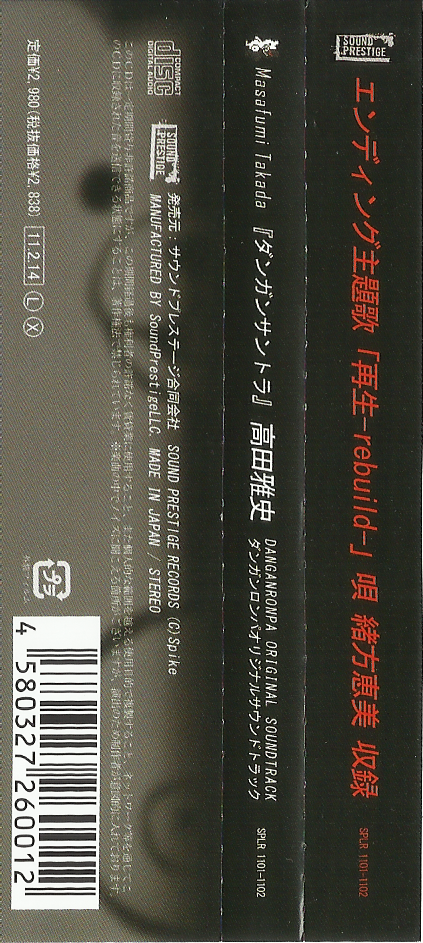 SOUND PRESTIGE
エンディング主題歌「再生-rebuild-」唄 緒方恵美 収録
SPLR 1101-1102
Masafumi Takada『ダンガンサントラ』高田雅史
DANGANRONPA ORIGINAL SOUNDTRACK
ダンガンロンパオリジナルサウンドトラック
SPLR 1101-1102
COMPACT disc DIGITAL AUDIO
SOUND PRESTIGE
発売元:サウンドプレステージ合同会社 SOUND PRESTIGE RECORDS (C)Spike
MANUFACTURED BY SoundPrestigeLLC. MADE IN JAPAN / STEREO
定価¥2,980(税抜価格¥2,838) 11.2.14 Ⓛ Ⓧ
プラ
4 580327 260012